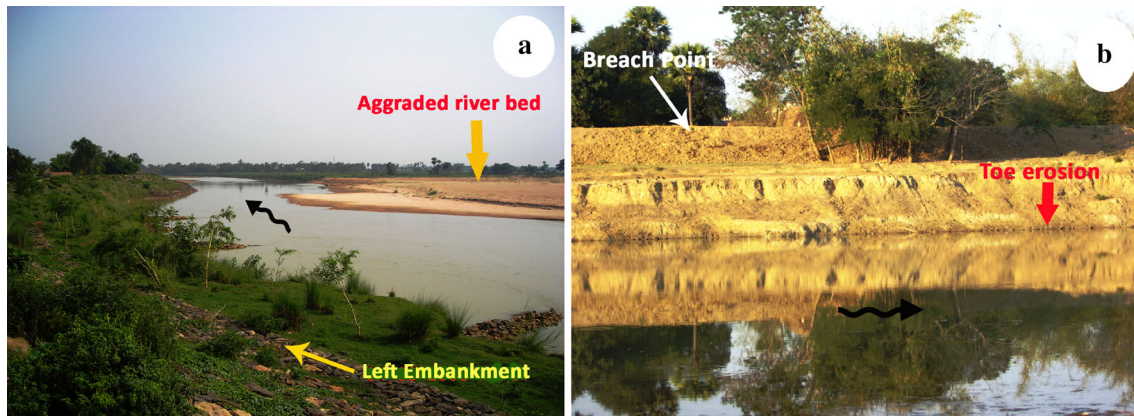 a
Aggraded river bed
Left Embankment
b
Breach Point
Toe erosion